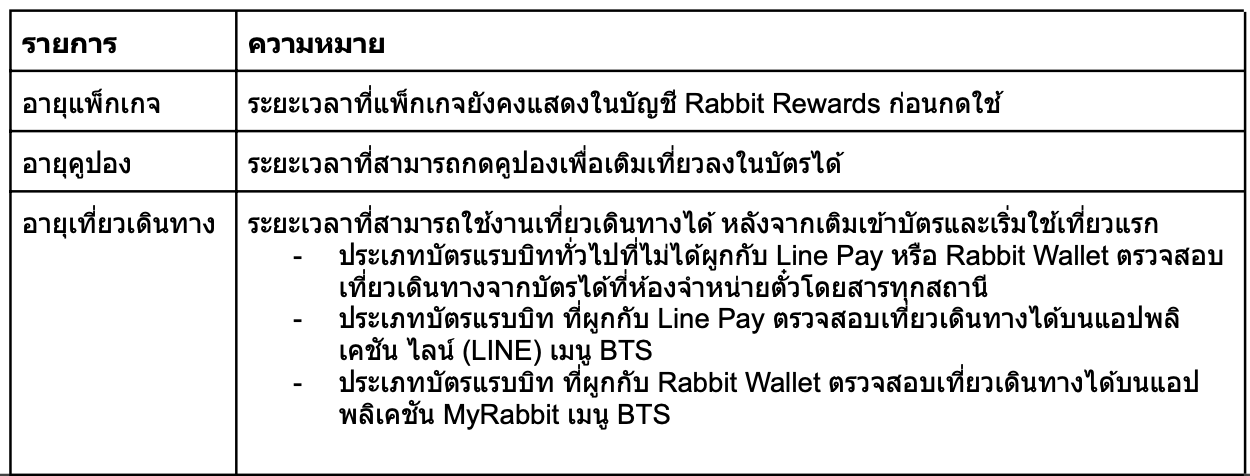 รายการ ความหมาย
อายุแพ็กเกจ ระยะเวลาที่แพ็กเกจยังคงแสดงในบัญชี Rabbit Rewards ก่อนกดใช้
อายุคูปอง ระยะเวลาที่สามารถกดคูปองเพื่อเติมเที่ยวลงในบัตรได้
อายุเที่ยวเดินทาง ระยะเวลาที่สามารถใช้งานเที่ยวเดินทางได้ หลังจากเติมเข้าบัตรและเริ่มใช้เที่ยวแรก
- ประเภทบัตรแรบบิททั่วไปที่ไม่ได้ผูกกับ Line Pay หรือ Rabbit Wallet ตรวจสอบ
เที่ยวเดินทางจากบัตรได้ที่ห้องจำหน่ายตั๋วโดยสารทุกสถานี
- ประเภทบัตรแรบบิท ที่ผูกกับ Line Pay ตรวจสอบเที่ยวเดินทางได้บนแอปพลิ
เคชัน ไลน์ (LINE) เมนู BTS
- ประเภทบัตรแรบบิท ที่ผูกกับ Rabbit Wallet ตรวจสอบเที่ยวเดินทางได้บนแอป
พลิเคชัน MyRabbit เมนู BTS